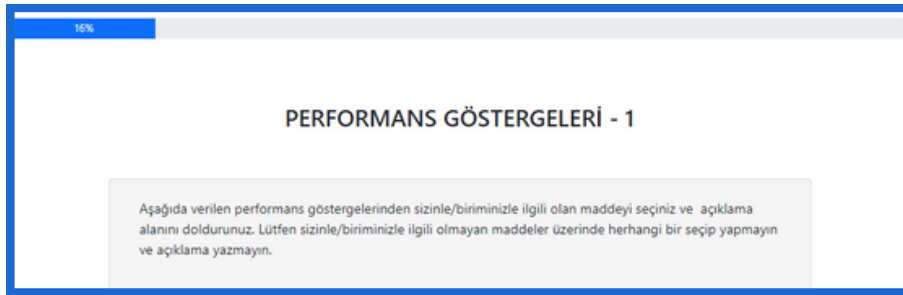 16%
PERFORMANS GÖSTERGELERİ - 1
Aşağıda verilen performans göstergelerinden sizinle/biriminizle ilgili olan maddeyi seçiniz ve açıklama
alanını doldurunuz. Lütfen sizinle/biriminizle ilgili olmayan maddeler üzerinde herhangi bir seçip yapmayın
ve açıklama yazmayın.